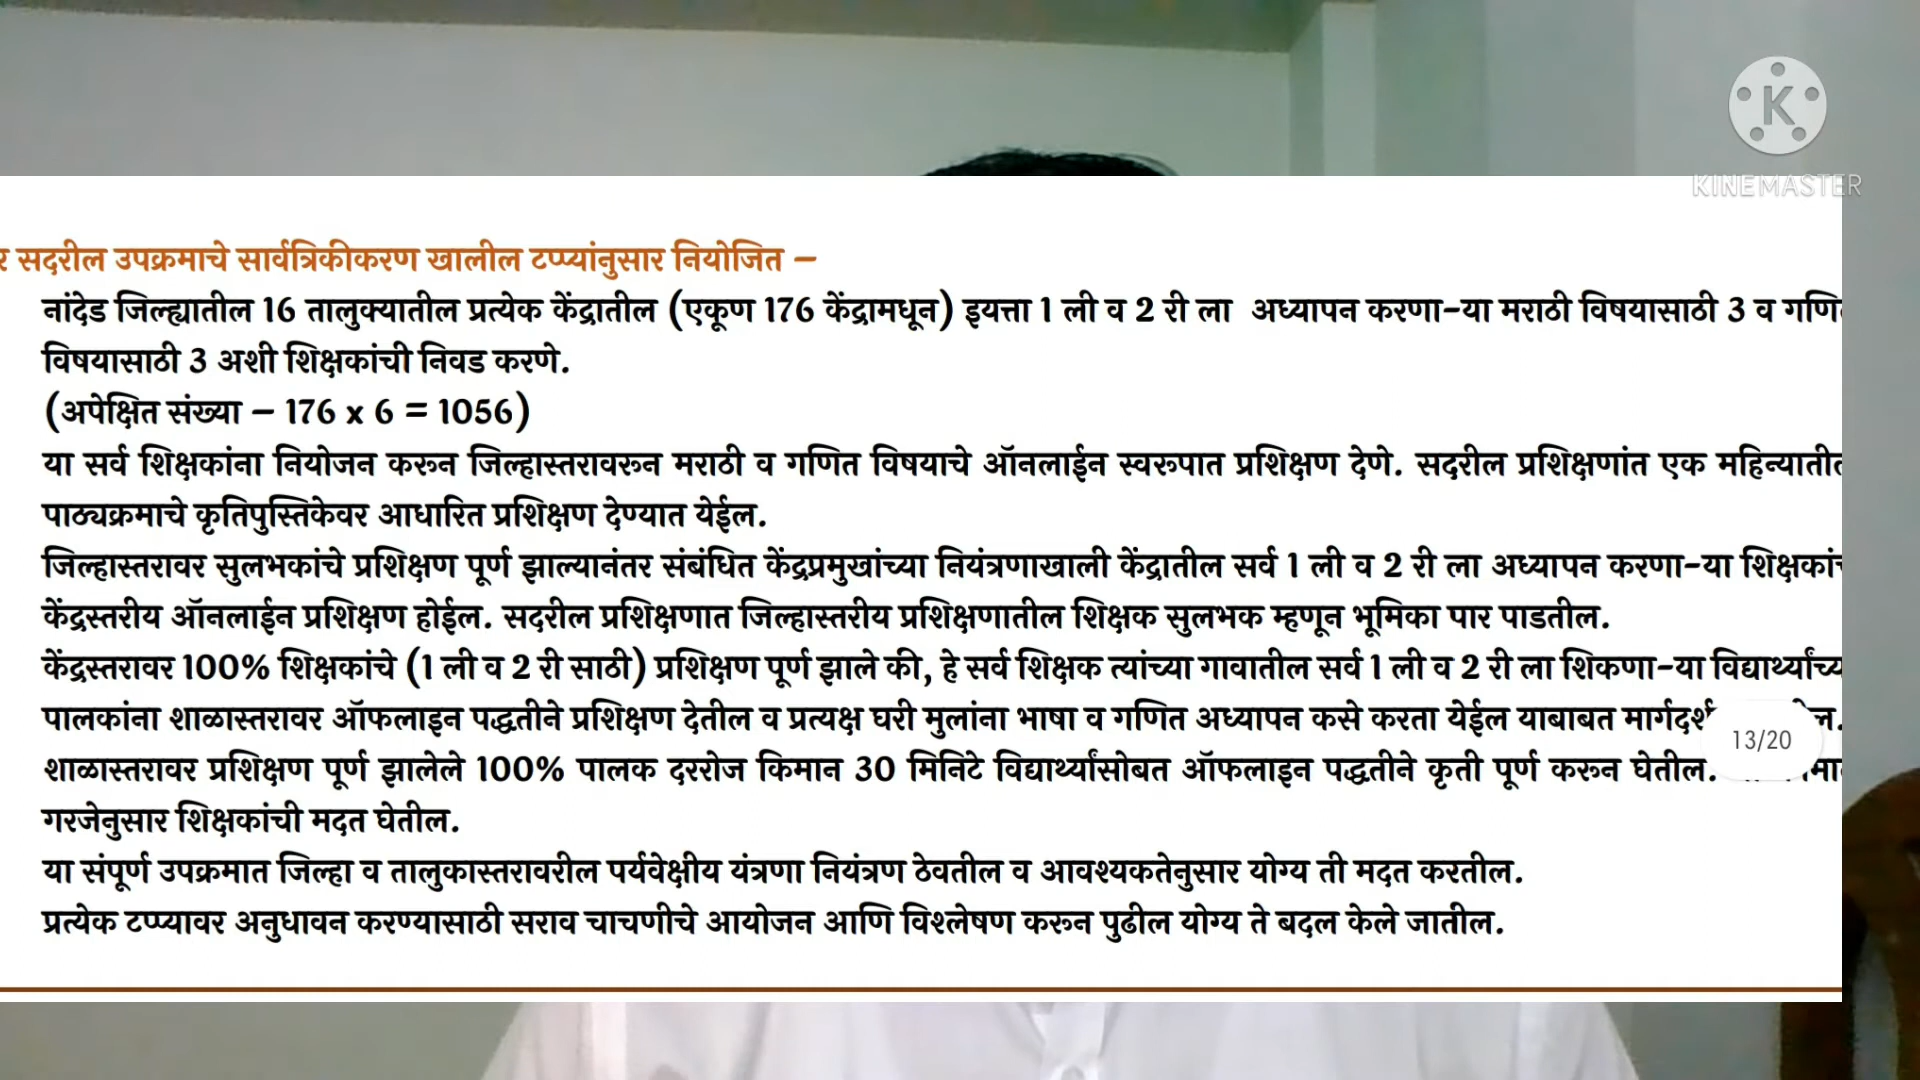 KINEMASTER
सदरील उपक्रमाचे सार्वत्रिकीकरण खालील टप्प्यांनुसार नियोजित –
नांदेड जिल्ह्यातील 16 तालुक्यातील प्रत्येक केंद्रातील (एकूण 176 केंद्रामधून) इयत्ता 1 ली व 2 री ला अध्यापन करणा-या मराठी विषयासाठी 3 व
विषयासाठी 3 अशी शिक्षकांची निवड करणे.
(अपेक्षित संख्या – 176 x 6 = 1056)
या सर्व शिक्षकांना नियोजन करून जिल्हास्तरावरून मराठी व गणित विषयाचे ऑनलाईन स्वरूपात प्रशिक्षण देणे. सदरील प्रशिक्षणांत एक
पाठ्यक्रमाचे कृतिपुस्तिकेवर आधारित प्रशिक्षण देण्यात येईल.
जिल्हास्तरावर सुलभकांचे प्रशिक्षण पूर्ण झाल्यानंतर संबंधित केंद्रप्रमुखांच्या नियंत्रणाखाली केंद्रातील सर्व 1 ली व 2 री ला अध्यापन करणा-या
केंद्रस्तरीय ऑनलाईन प्रशिक्षण होईल. सदरील प्रशिक्षणात जिल्हास्तरीय प्रशिक्षणातील शिक्षक सुलभक म्हणून भूमिका पार पाडतील.
केंद्रस्तरावर 100% शिक्षकांचे (1 ली व 2 री साठी) प्रशिक्षण पूर्ण झाले की, हे सर्व शिक्षक त्यांच्या गावातील सर्व 1 ली व 2 री ला शिकणा-या
पालकांना शाळास्तरावर ऑफलाइन पद्धतीने प्रशिक्षण देतील व प्रत्यक्ष घरी मुलांना भाषा व गणित अध्यापन कसे करता येईल याबाबत
13/20
शाळास्तरावर प्रशिक्षण पूर्ण झालेले 100% पालक दररोज किमान 30 मिनिटे विद्यार्थ्यांसोबत ऑफलाइन पद्धतीने कृती पूर्ण करून घेतील.
गरजेनुसार शिक्षकांची मदत घेतील.
या संपूर्ण उपक्रमात जिल्हा व तालुकास्तरावरील पर्यवेक्षीय यंत्रणा नियंत्रण ठेवतील व आवश्यकतेनुसार योग्य ती मदत करतील.
प्रत्येक टप्प्यावर अनुधावन करण्यासाठी सराव चाचणीचे आयोजन आणि विश्लेषण करून पुढील योग्य ते बदल केले जातील.